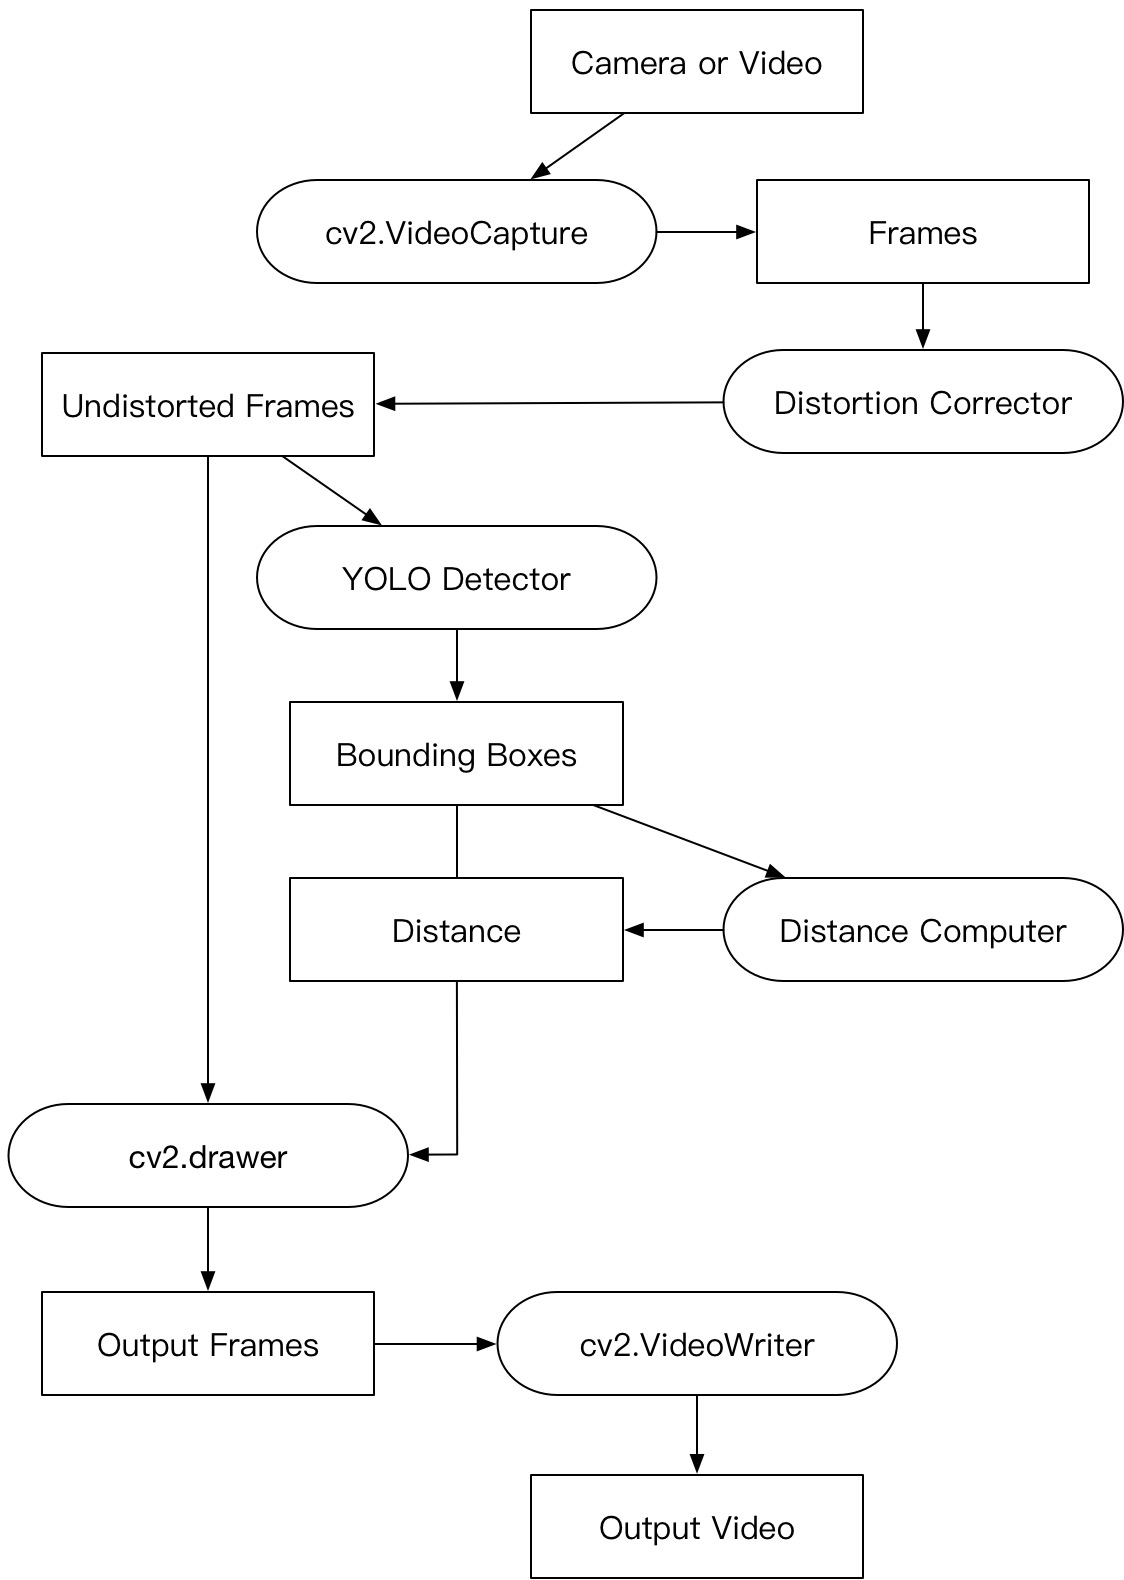 Camera or Video
cv2.VideoCapture
Frames
Undistorted Frames
Distortion Corrector
YOLO Detector
Bounding Boxes
Distance
Distance Computer
cv2.drawer
Output Frames
cv2.VideoWriter
Output Video